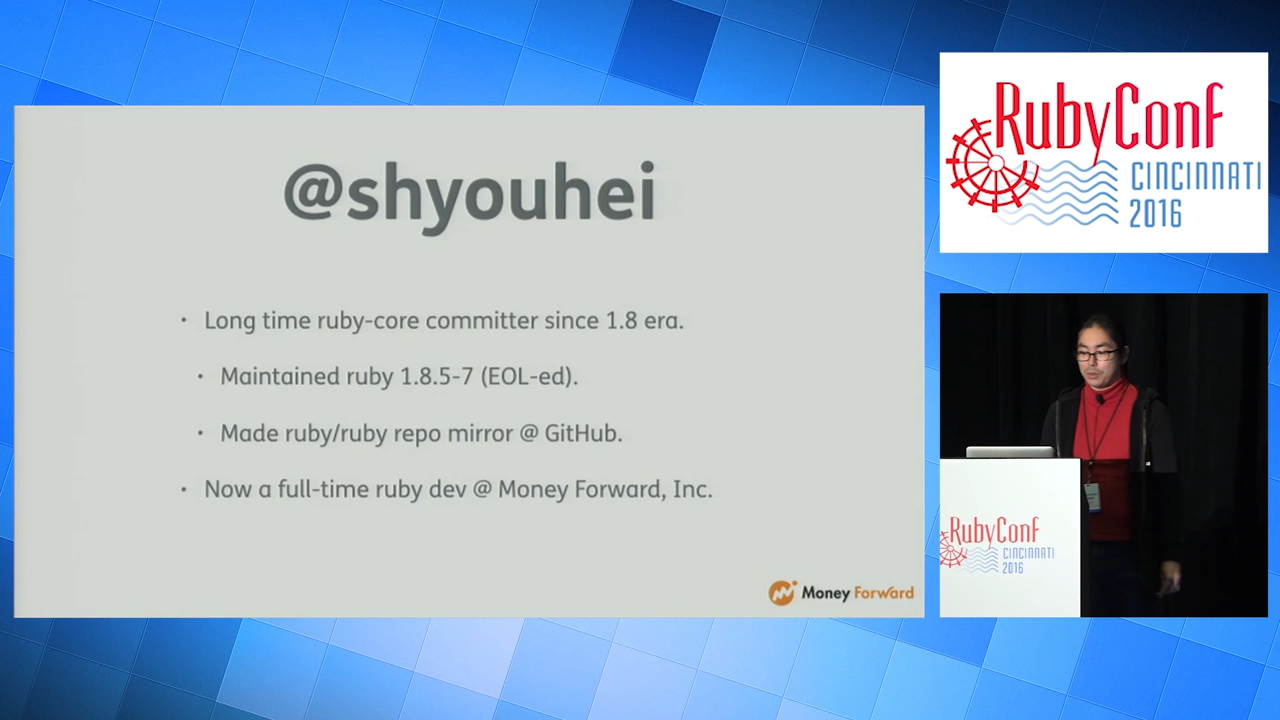 @shyouhei
• Long time ruby-core committer since 1.8 era.
• Maintained ruby 1.8.5-7 (EOL-ed).
• Made ruby/ruby repo mirror @ GitHub.
• Now a full-time ruby dev @ Money Forward, Inc.
Money Forward
RubyConf
CINCINNATI
2016
RubyConf
CINCINNATI
2016